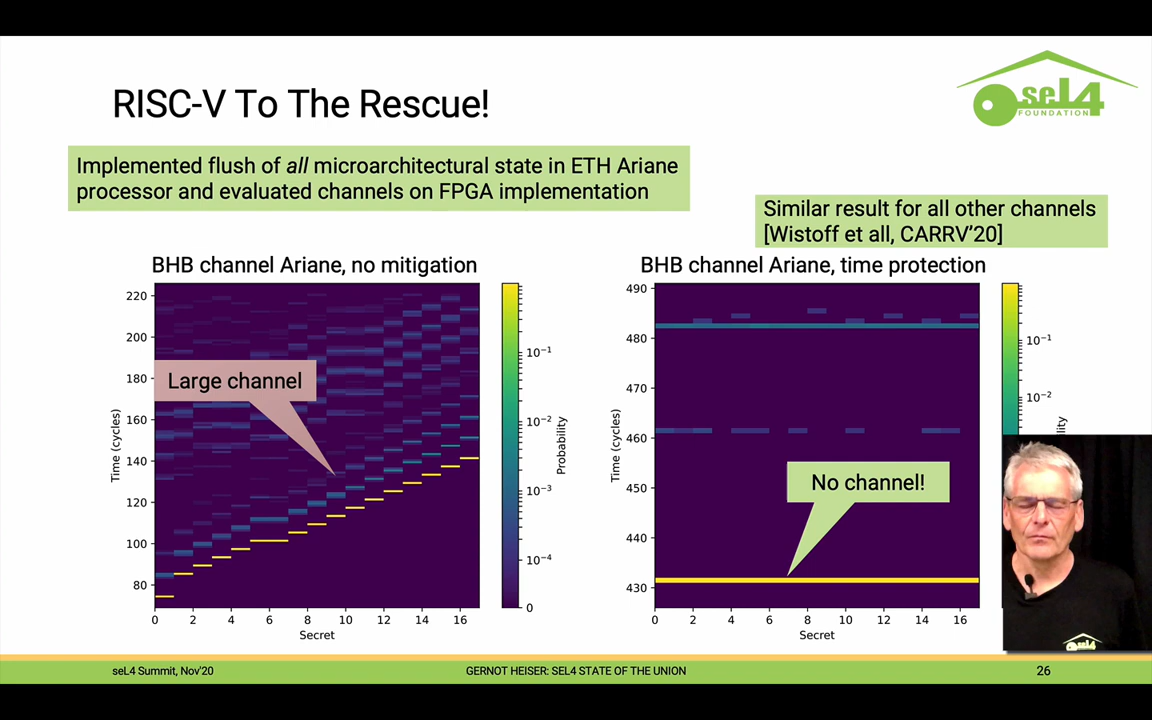 RISC-V To The Rescue!
seL4
FOUNDATION
Implemented flush of all microarchitectural state in ETH Ariane
processor and evaluated channels on FPGA implementation
Similar result for all other channels
[Wistoff et all, CARRV'20]
BHB channel Ariane, no mitigation
220
200
180
160
140
120
100
80
Time (cycles)
0 2 4 6 8 10 12 14 16
Secret
Large channel
10⁻¹
10⁻²
10⁻³
10⁻⁴
0
Probability
BHB channel Ariane, time protection
490
480
470
460
450
440
430
Time (cycles)
0 2 4 6 8 10 12 14 16
Secret
No channel!
10⁻¹
10⁻²
seL4
seL4 Summit, Nov'20
GERNOT HEISER: SEL4 STATE OF THE UNION
26